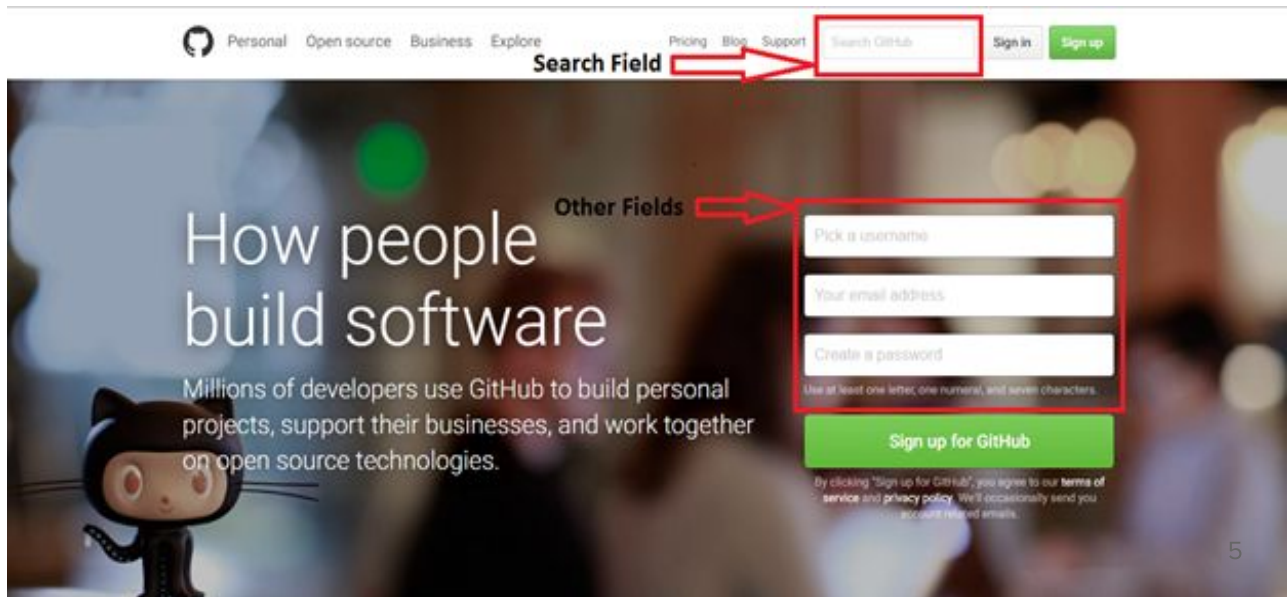 Personal Open source Business Explore Pricing Blog Support Search GitHub Sign in Sign up
Search Field
Other Fields
How people
build software
Millions of developers use GitHub to build personal
projects, support their businesses, and work together
on open source technologies.
Pick a username
Your email address
Create a password
Use at least one letter, one numeral, and seven characters.
Sign up for GitHub
By clicking "Sign up for GitHub", you agree to our terms of
service and privacy policy. We'll occasionally send you
account related emails.
5